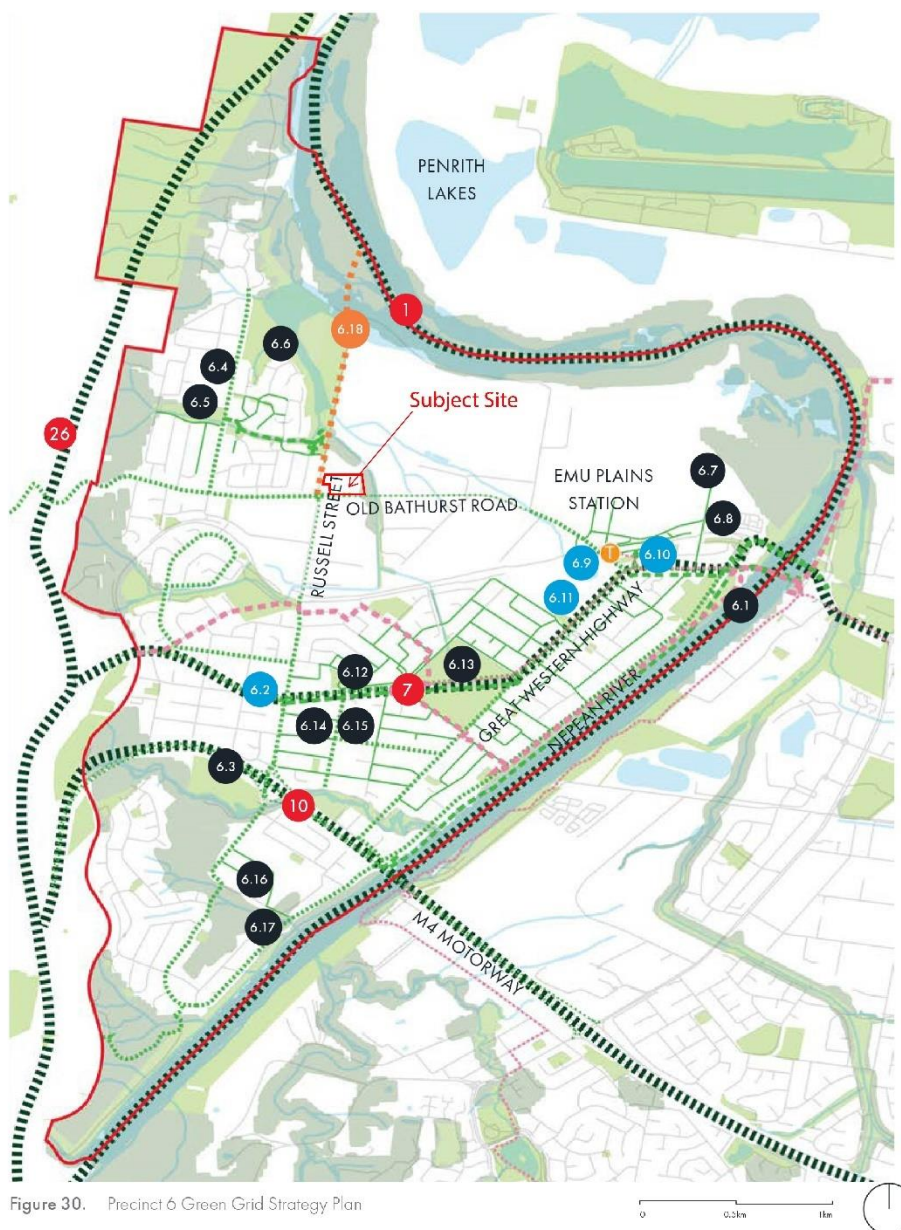 PENRITH
LAKES
1
6.18
6.6
6.4
6.5
Subject Site
26
6.7
EMU PLAINS
STATION
RUSSELL STREET
OLD BATHURST ROAD
6.8
T
6.10
6.9
6.11
6.1
GREAT WESTERN HIGHWAY
6.13
6.12
7
6.2
NEPEAN RIVER
6.14
6.15
6.3
10
6.16
6.17
M4 MOTORWAY
Figure 30. Precinct 6 Green Grid Strategy Plan
0
0.5km
1km